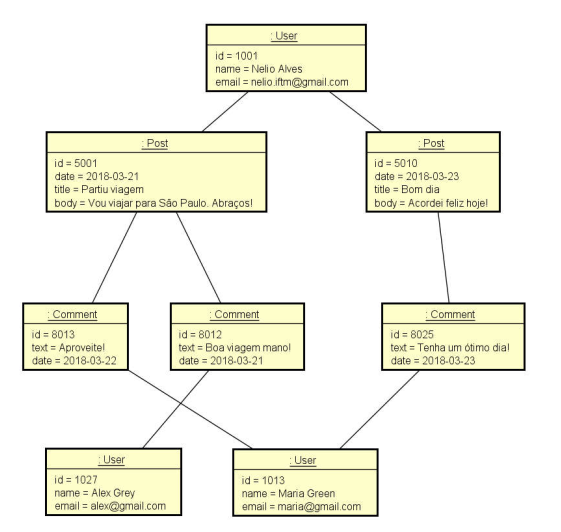 : User
id = 1001
name = Nelio Alves
email = nelio.iftm@gmail.com
: Post
id = 5001
date = 2018-03-21
title = Partiu viagem
body = Vou viajar para São Paulo. Abraços!
: Post
id = 5010
date = 2018-03-23
title = Bom dia
body = Acordei feliz hoje!
: Comment
id = 8013
text = Aproveite!
date = 2018-03-22
: Comment
id = 8012
text = Boa viagem mano!
date = 2018-03-21
: Comment
id = 8025
text = Tenha um ótimo dia!
date = 2018-03-23
: User
id = 1027
name = Alex Grey
email = alex@gmail.com
: User
id = 1013
name = Maria Green
email = maria@gmail.com